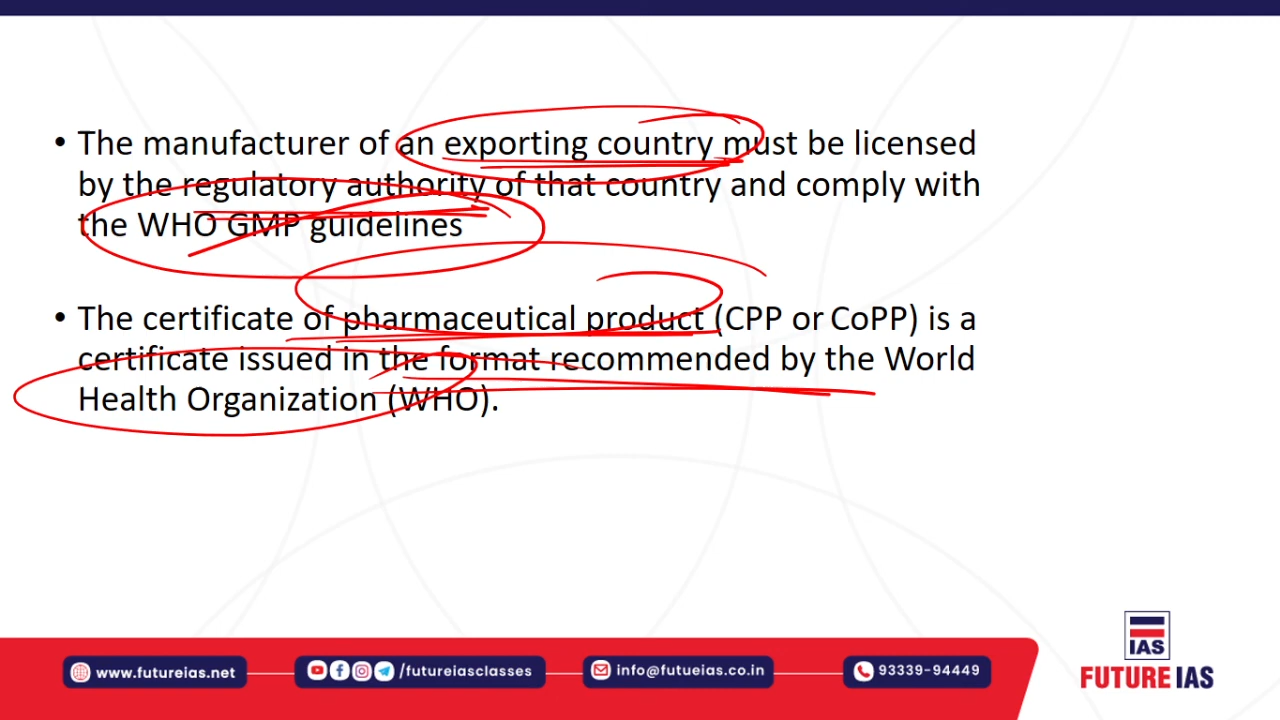 • The manufacturer of an exporting country must be licensed
by the regulatory authority of that country and comply with
the WHO GMP guidelines
• The certificate of pharmaceutical product (CPP or CoPP) is a
certificate issued in the format recommended by the World
Health Organization (WHO).
IAS
FUTURE IAS
www.futureias.net
/futureiasclasses
info@futueias.co.in
93339-94449